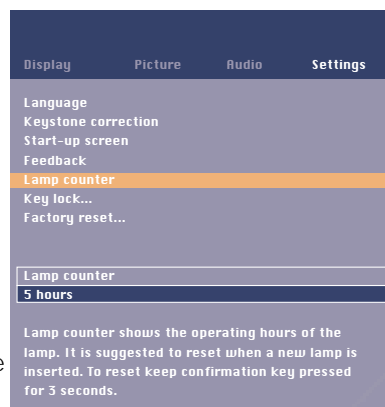 Display Picture Audio Settings
Language
Keystone correction
Start-up screen
Feedback
Lamp counter
Key lock...
Factory reset...
Lamp counter
5 hours
Lamp counter shows the operating hours of the
lamp. It is suggested to reset when a new lamp is
inserted. To reset keep confirmation key pressed
for 3 seconds.